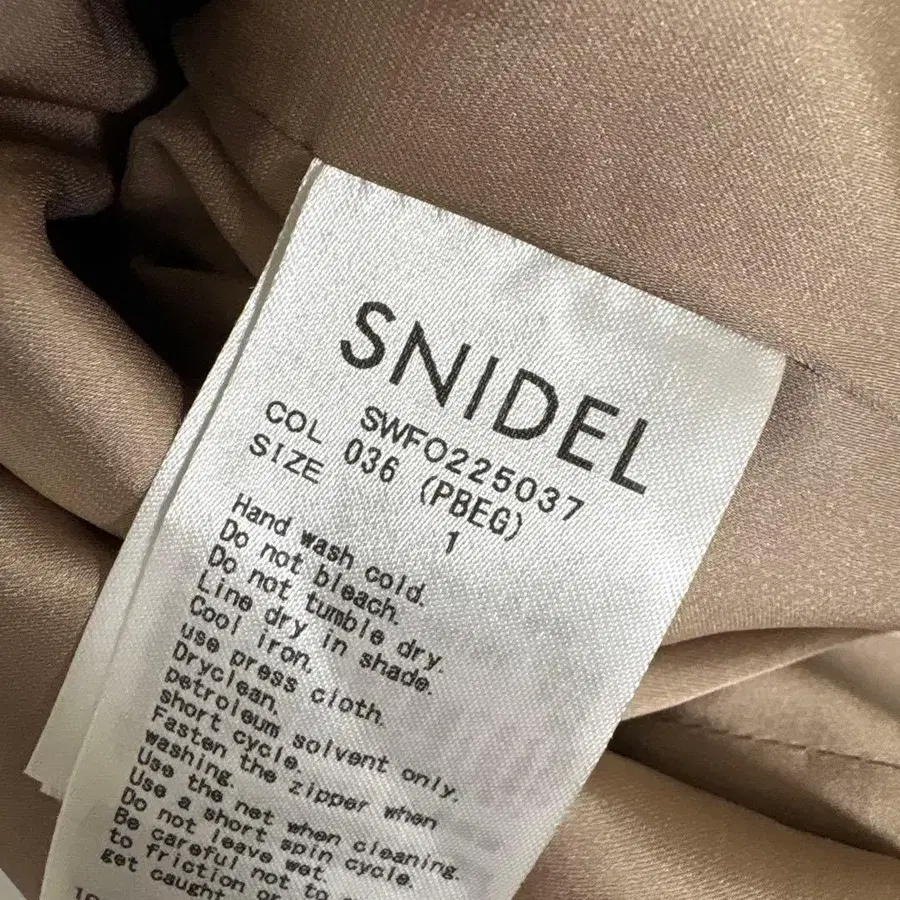 SNIDEL
SWFO225037
COL 036 (PBEG)
SIZE 1
Hand wash cold.
Do not bleach.
Do not tumble dry.
Line dry in shade.
Cool iron.
use press cloth.
Dryclean.
petroleum solvent only.
short cycle.
Fasten the zipper when
washing.
Use the net when cleaning.
Use a short spin cycle.
Do not leave wet.
Be careful not to
to friction or
get caught